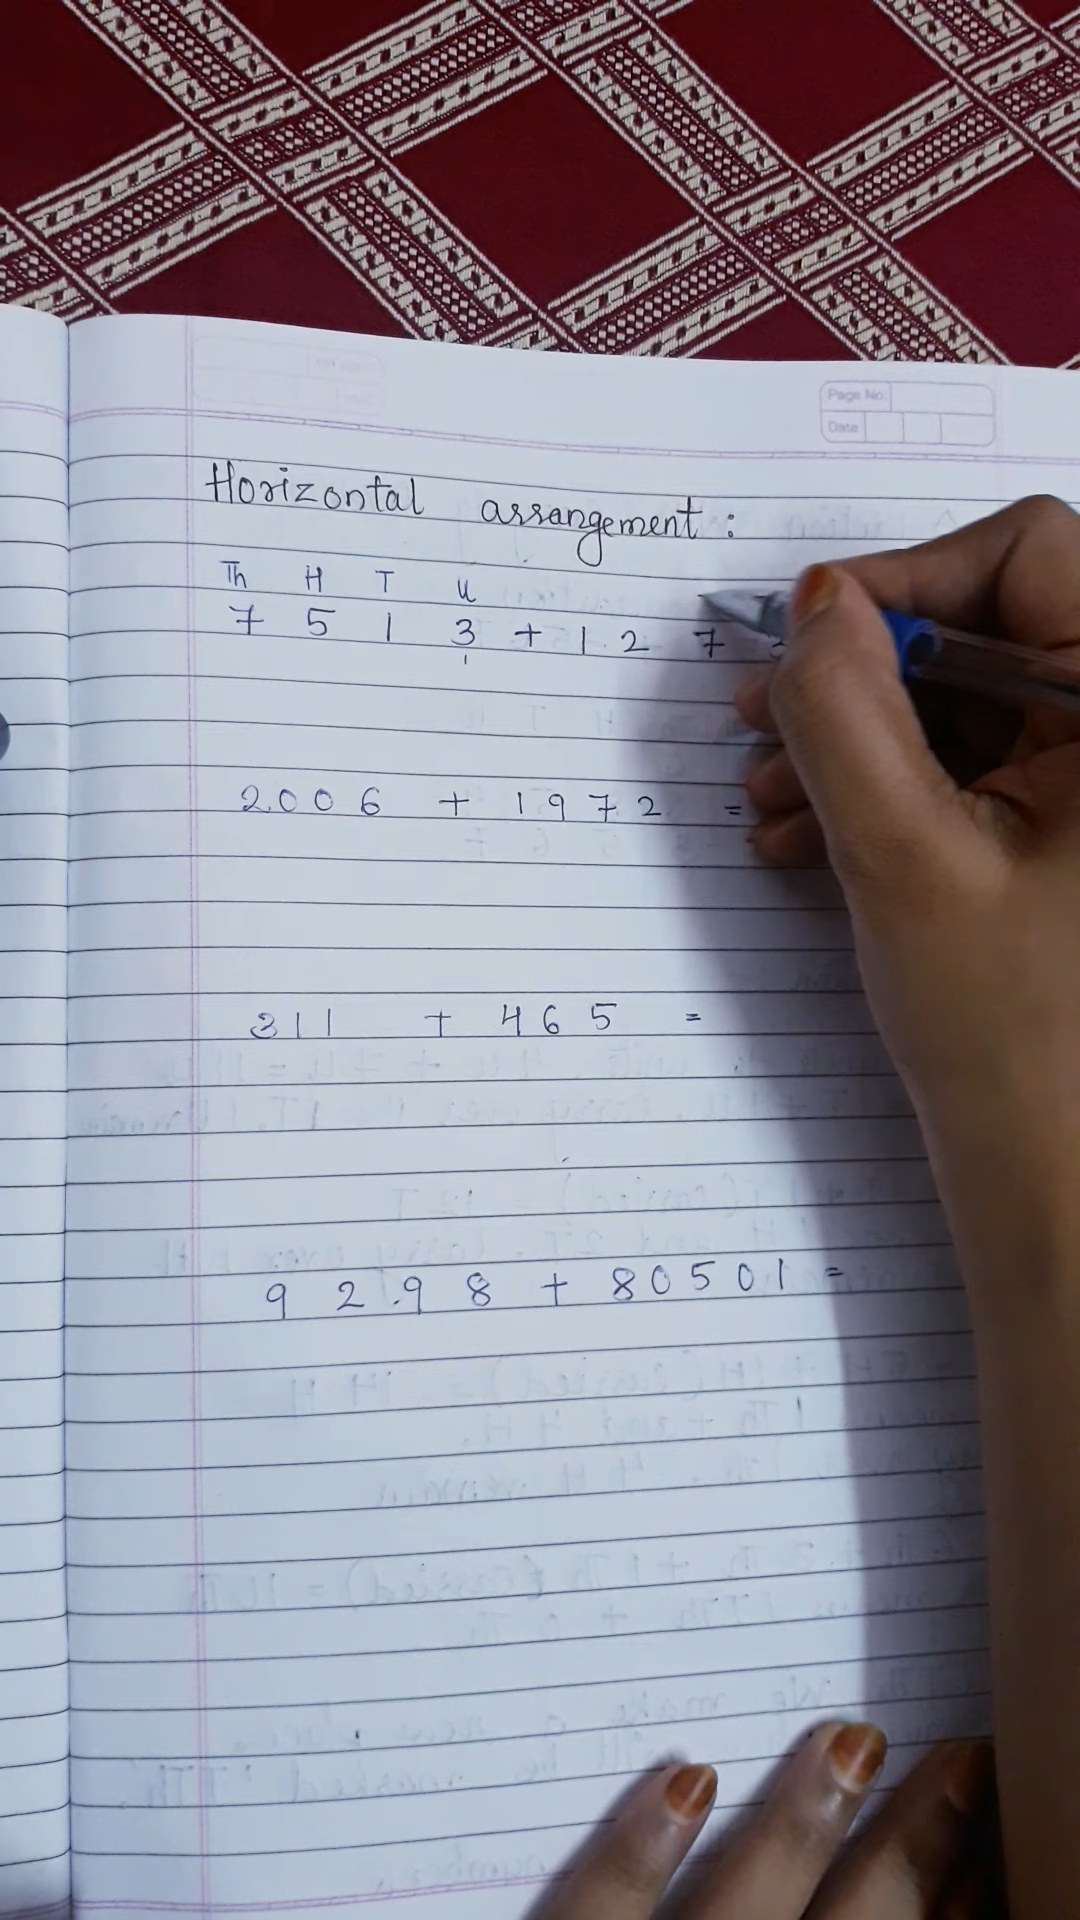 Page No.
Date
Horizontal arrangement :
Th H T U
7 5 1 3 + 1 2 7
2006 + 1972 =
311 + 465 =
9298 + 80501 =